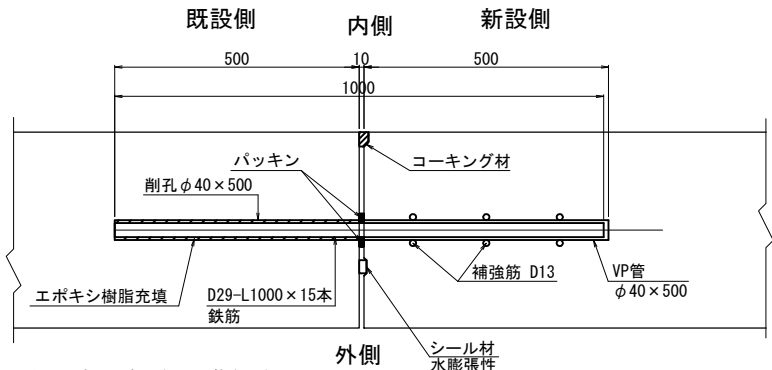 既設側
内側
新設側
500
10
500
1000
パッキン
コーキング材
削孔φ40×500
エポキシ樹脂充填
D29-L1000×15本
鉄筋
補強筋 D13
VP管
φ40×500
シール材
水膨張性
外側